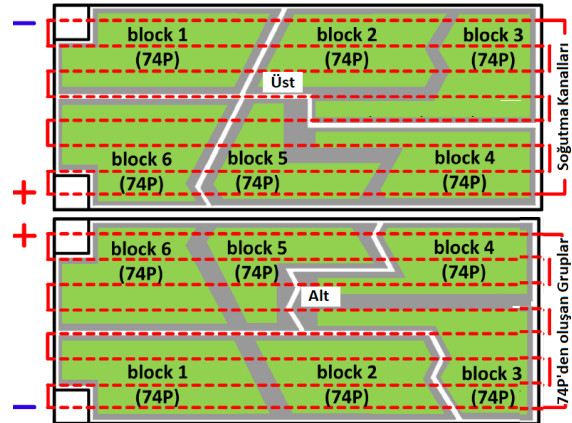 −
block 1
(74P)
block 2
(74P)
block 3
(74P)
Üst
block 6
(74P)
block 5
(74P)
block 4
(74P)
+
Soğutma Kanalları
+
block 6
(74P)
block 5
(74P)
block 4
(74P)
Alt
block 1
(74P)
block 2
(74P)
block 3
(74P)
−
74P'den oluşan Gruplar